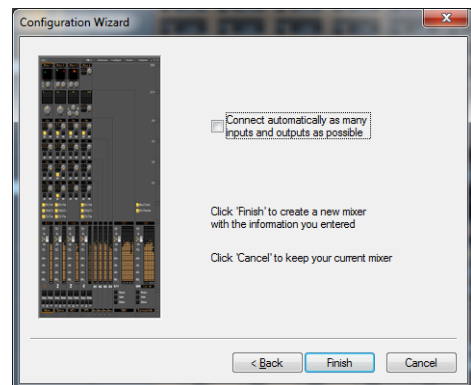 Configuration Wizard
Connect automatically as many
inputs and outputs as possible
Click 'Finish' to create a new mixer
with the information you entered
Click 'Cancel' to keep your current mixer
< Back
Finish
Cancel